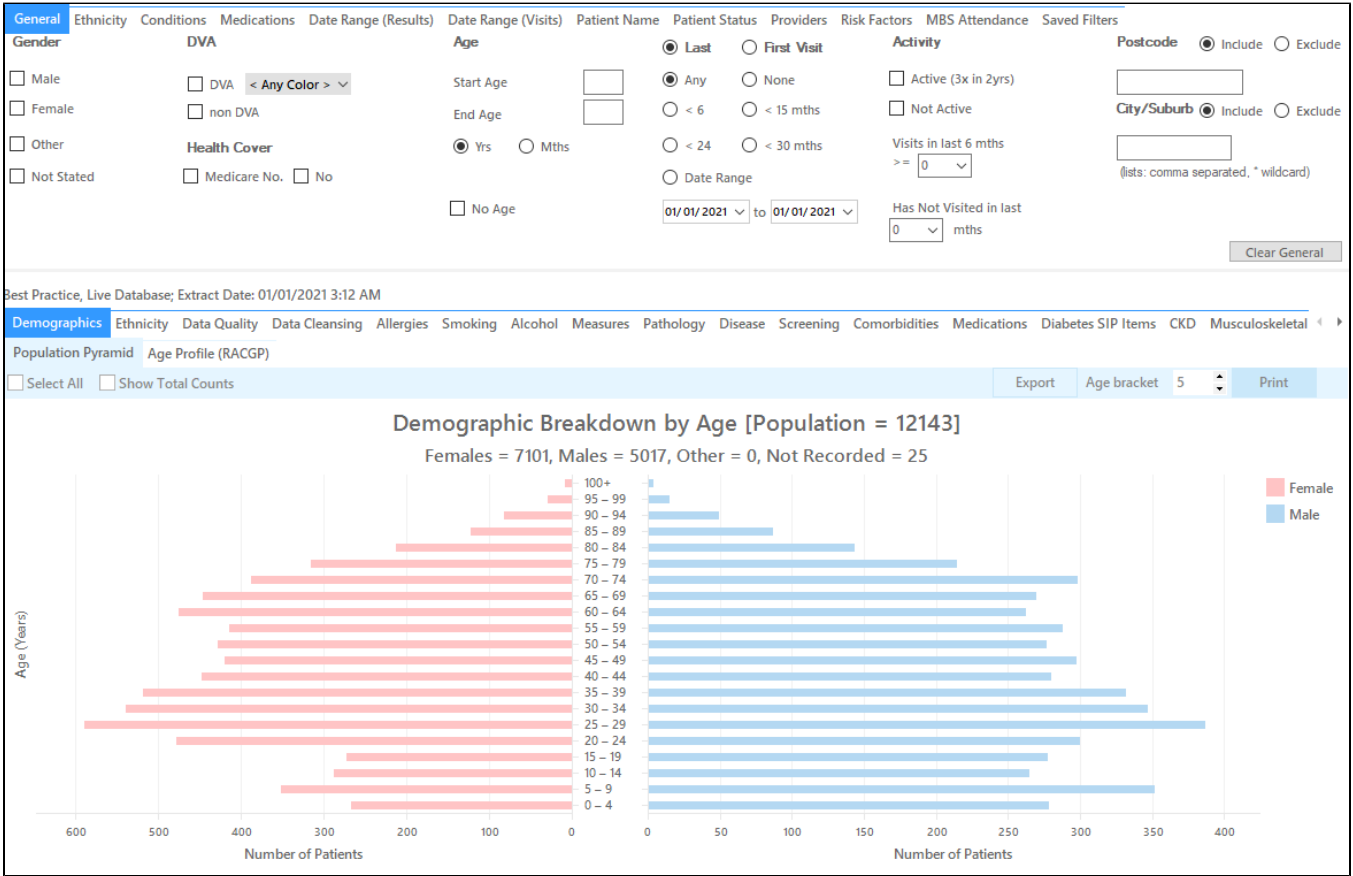 General Ethnicity Conditions Medications Date Range (Results) Date Range (Visits) Patient Name Patient Status Providers Risk Factors MBS Attendance Saved Filters
Gender DVA Age Last First Visit Activity Postcode Include Exclude
Male DVA < Any Color > Start Age Any None Active (3x in 2yrs)
Female non DVA End Age < 6 < 15 mths Not Active City/Suburb Include Exclude
Other Health Cover Yrs Mths < 24 < 30 mths Visits in last 6 mths
>= 0
Not Stated Medicare No. No Date Range (lists: comma separated, * wildcard)
No Age 01/01/2021 to 01/01/2021 Has Not Visited in last
0 mths
Clear General
Best Practice, Live Database; Extract Date: 01/01/2021 3:12 AM
Demographics Ethnicity Data Quality Data Cleansing Allergies Smoking Alcohol Measures Pathology Disease Screening Comorbidities Medications Diabetes SIP Items CKD Musculoskeletal
Population Pyramid Age Profile (RACGP)
Select All Show Total Counts Export Age bracket 5 Print
Demographic Breakdown by Age [Population = 12143]
Females = 7101, Males = 5017, Other = 0, Not Recorded = 25
Female
Male
Age (Years)
100+
95 – 99
90 – 94
85 – 89
80 – 84
75 – 79
70 – 74
65 – 69
60 – 64
55 – 59
50 – 54
45 – 49
40 – 44
35 – 39
30 – 34
25 – 29
20 – 24
15 – 19
10 – 14
5 – 9
0 – 4
600 500 400 300 200 100 0 0 50 100 150 200 250 300 350 400
Number of Patients Number of Patients